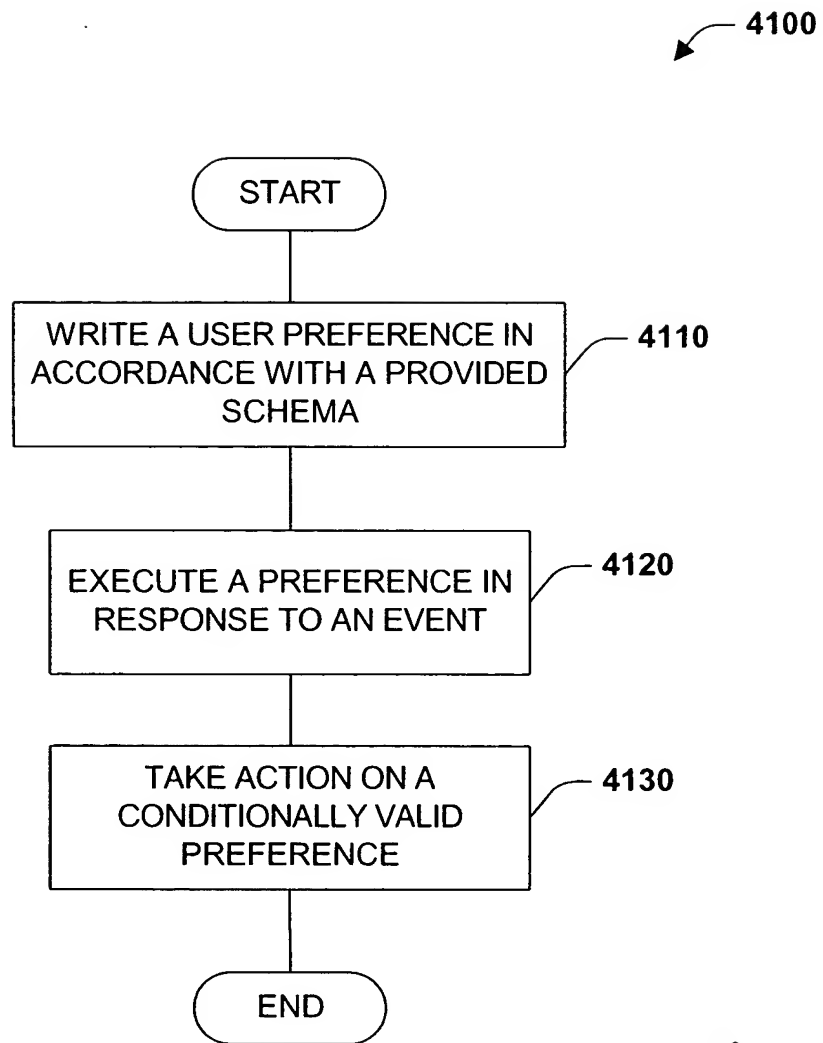 4100
START
WRITE A USER PREFERENCE IN
ACCORDANCE WITH A PROVIDED
SCHEMA
4110
EXECUTE A PREFERENCE IN
RESPONSE TO AN EVENT
4120
TAKE ACTION ON A
CONDITIONALLY VALID
PREFERENCE
4130
END